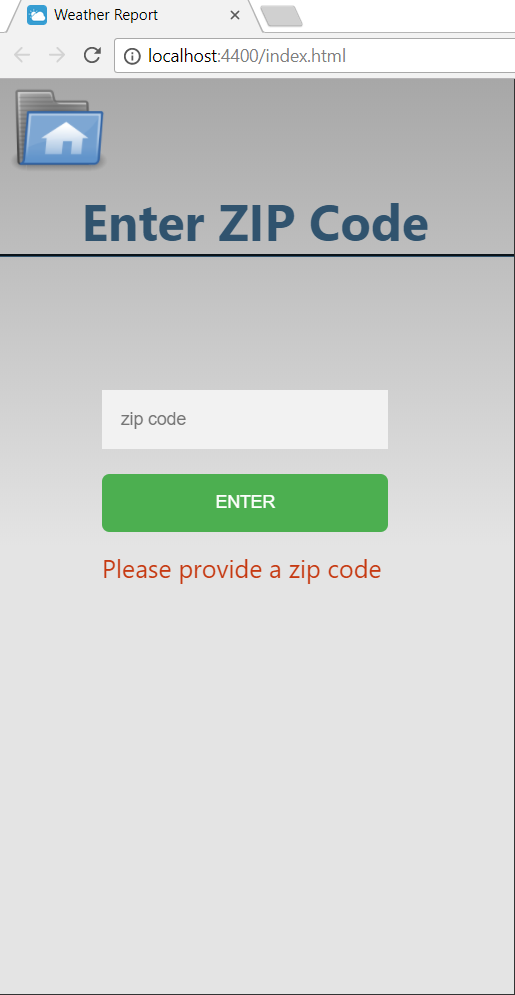 Weather Report
localhost:4400/index.html
Enter ZIP Code
zip code
ENTER
Please provide a zip code